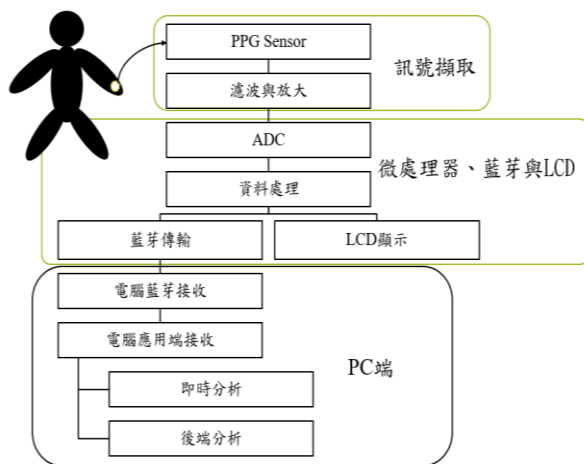 PPG Sensor
訊號擷取
濾波與放大
ADC
微處理器、藍芽與LCD
資料處理
藍芽傳輸
LCD顯示
電腦藍芽接收
電腦應用端接收
PC端
即時分析
後端分析